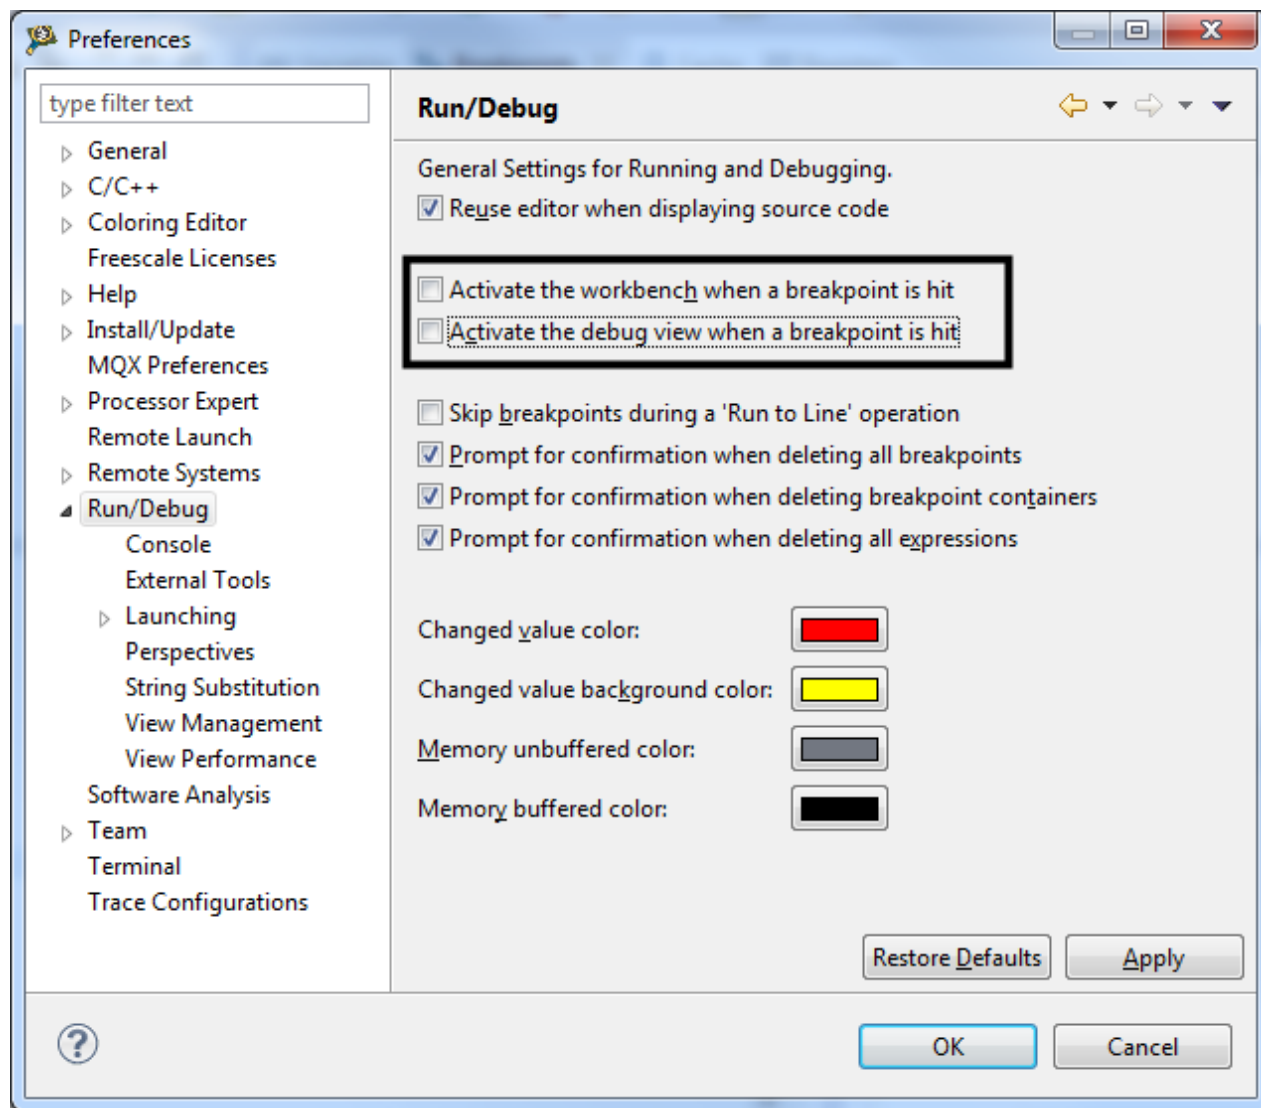 Preferences
type filter text
General
C/C++
Coloring Editor
Freescale Licenses
Help
Install/Update
MQX Preferences
Processor Expert
Remote Launch
Remote Systems
Run/Debug
Console
External Tools
Launching
Perspectives
String Substitution
View Management
View Performance
Software Analysis
Team
Terminal
Trace Configurations
Run/Debug
General Settings for Running and Debugging.
Reuse editor when displaying source code
Activate the workbench when a breakpoint is hit
Activate the debug view when a breakpoint is hit
Skip breakpoints during a 'Run to Line' operation
Prompt for confirmation when deleting all breakpoints
Prompt for confirmation when deleting breakpoint containers
Prompt for confirmation when deleting all expressions
Changed value color:
Changed value background color:
Memory unbuffered color:
Memory buffered color:
Restore Defaults
Apply
OK
Cancel